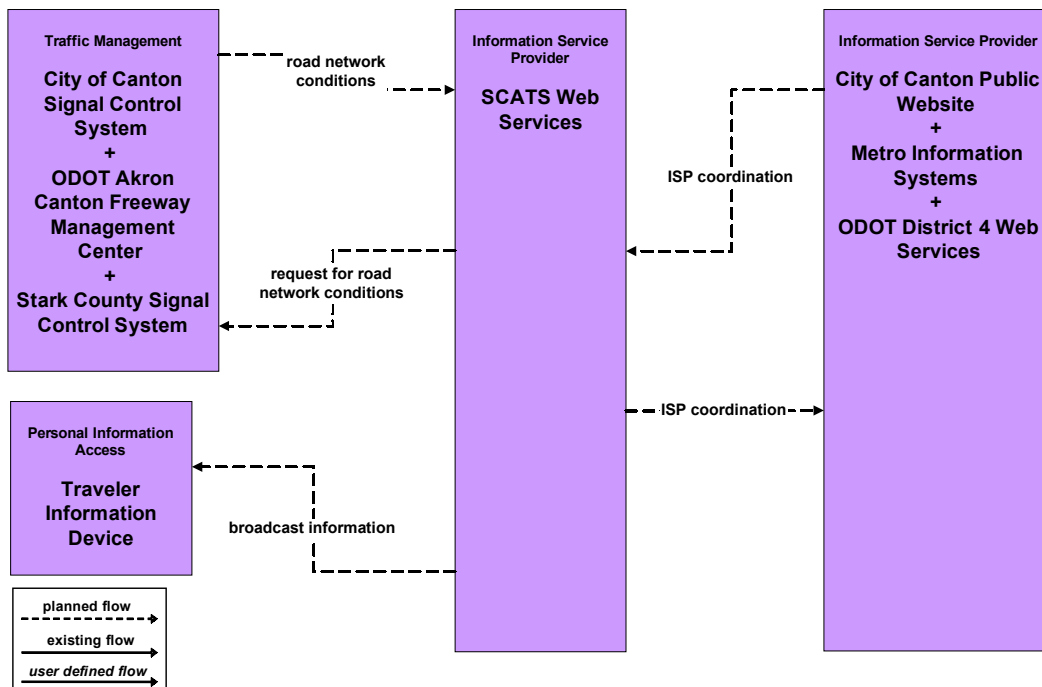 Traffic Management
City of Canton
Signal Control
System
+
ODOT Akron
Canton Freeway
Management
Center
+
Stark County Signal
Control System
road network
conditions
request for road
network conditions
Information Service
Provider
SCATS Web
Services
ISP coordination
ISP coordination
Information Service Provider
City of Canton Public
Website
+
Metro Information
Systems
+
ODOT District 4 Web
Services
Personal Information
Access
Traveler
Information
Device
broadcast information
planned flow
existing flow
user defined flow